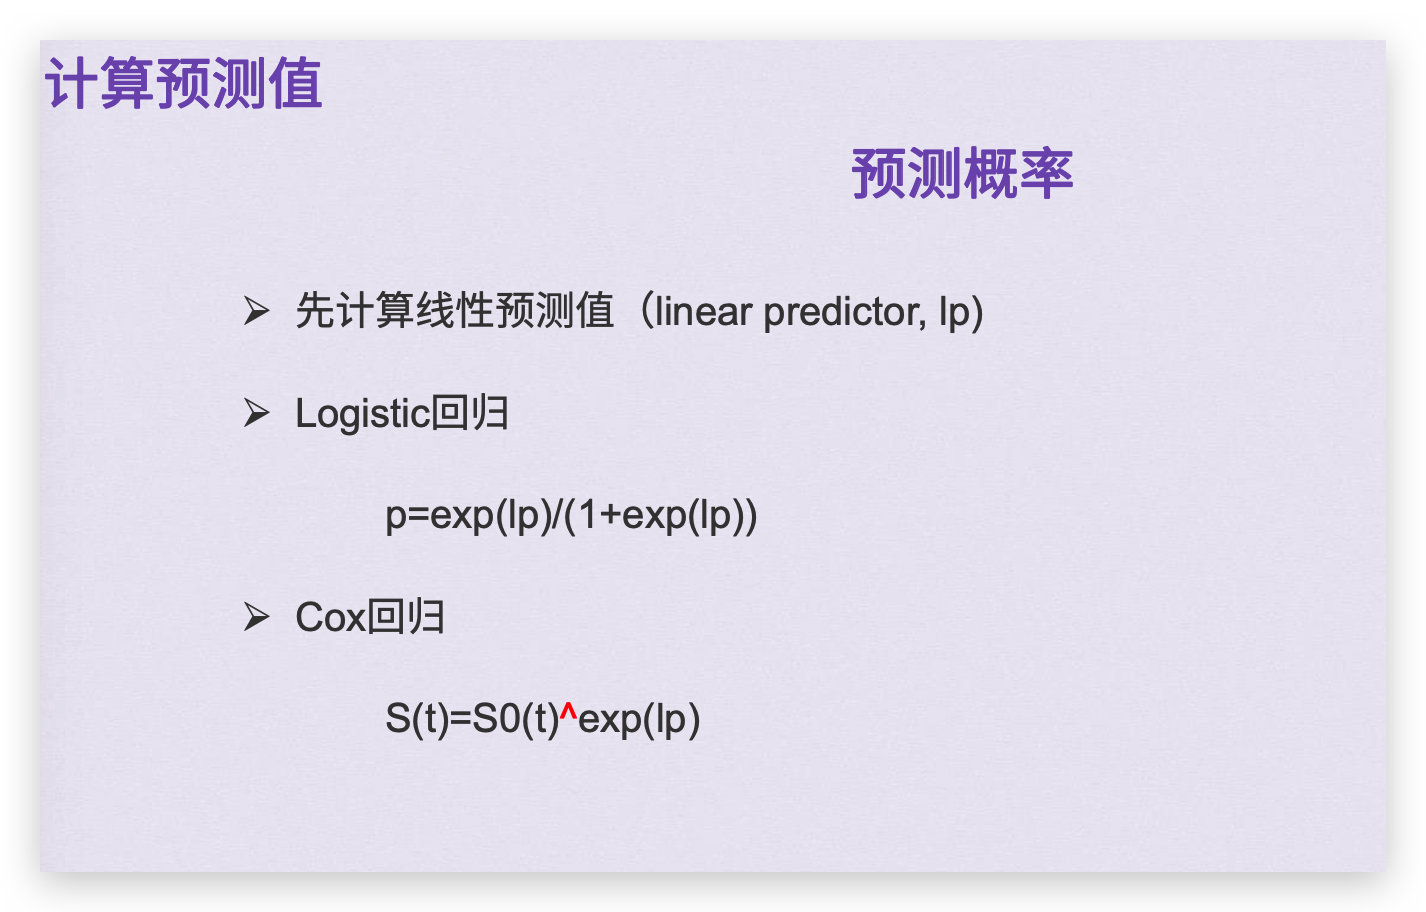 计算预测值
预测概率
先计算线性预测值（linear predictor, lp)
Logistic回归
p=exp(lp)/(1+exp(lp))
Cox回归
S(t)=S0(t)^exp(lp)